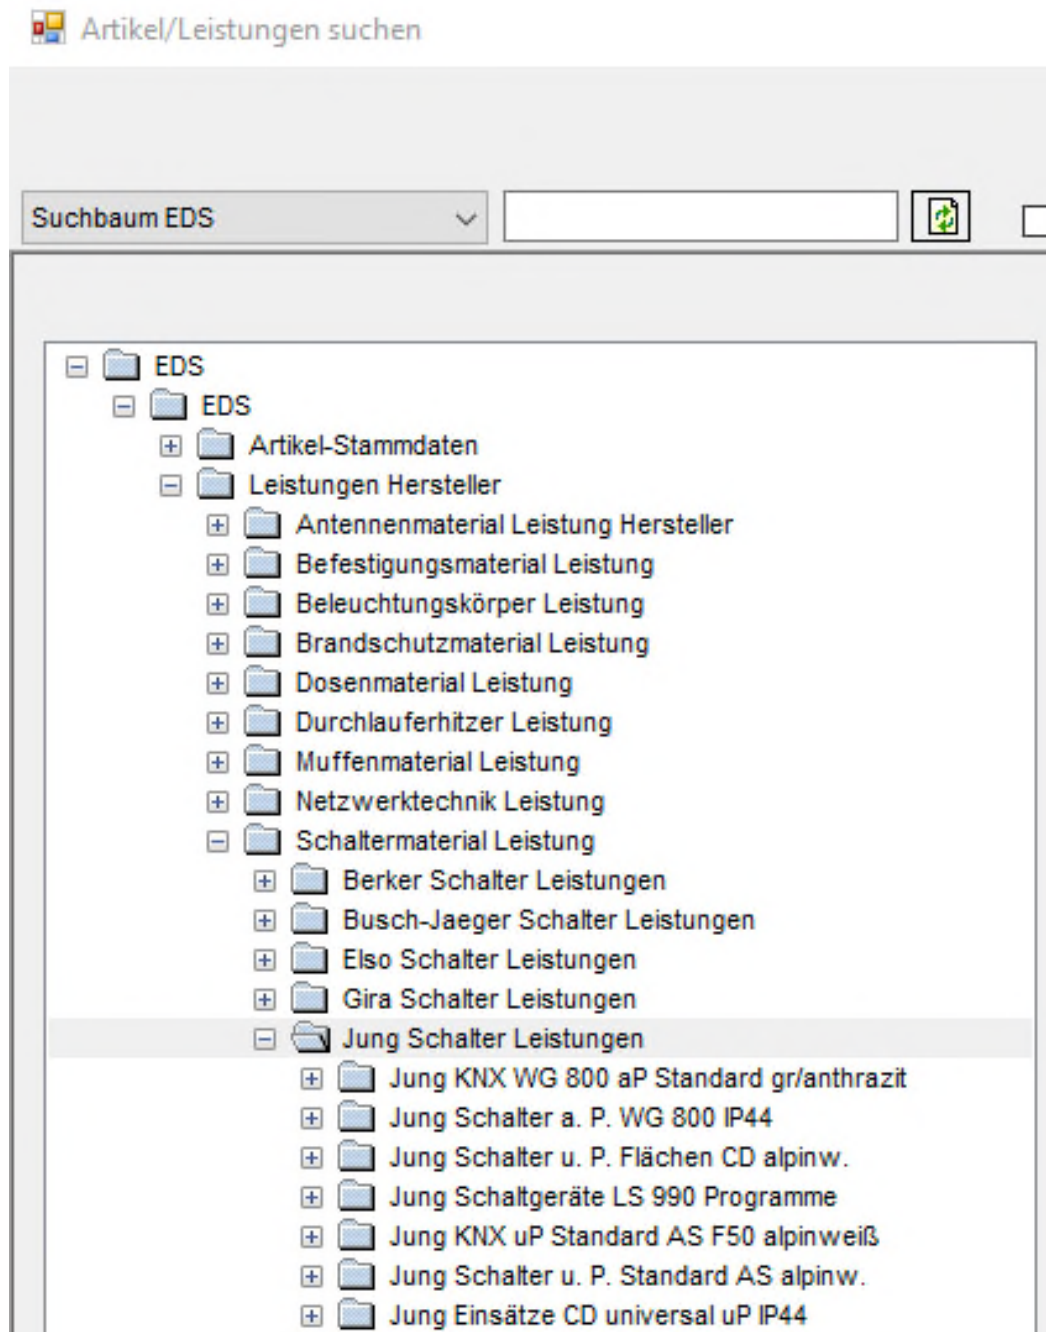 Artikel/Leistungen suchen
Suchbaum EDS
EDS
EDS
Artikel-Stammdaten
Leistungen Hersteller
Antennenmaterial Leistung Hersteller
Befestigungsmaterial Leistung
Beleuchtungskörper Leistung
Brandschutzmaterial Leistung
Dosenmaterial Leistung
Durchlauferhitzer Leistung
Muffenmaterial Leistung
Netzwerktechnik Leistung
Schaltermaterial Leistung
Berker Schalter Leistungen
Busch-Jaeger Schalter Leistungen
Elso Schalter Leistungen
Gira Schalter Leistungen
Jung Schalter Leistungen
Jung KNX WG 800 aP Standard gr/anthrazit
Jung Schalter a. P. WG 800 IP44
Jung Schalter u. P. Flächen CD alpinw.
Jung Schaltgeräte LS 990 Programme
Jung KNX uP Standard AS F50 alpinweiß
Jung Schalter u. P. Standard AS alpinw.
Jung Einsätze CD universal uP IP44